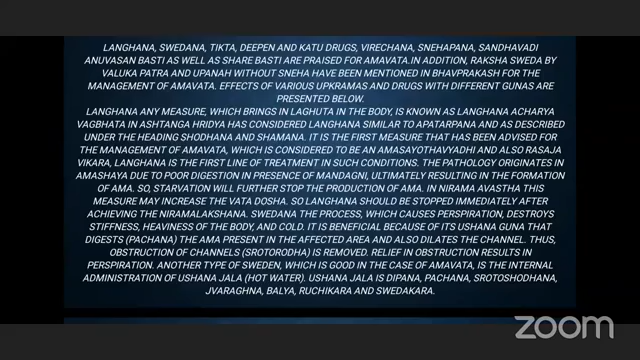 LANGHANA, SWEDANA, TIKTA, DEEPEN AND KATU DRUGS, VIRECHANA, SNEHAPANA, SANDHAVADI
ANUVASAN BASTI AS WELL AS SHARE BASTI ARE PRAISED FOR AMAVATA.IN ADDITION, RAKSHA SWEDA BY
VALUKA PATRA AND UPANAH WITHOUT SNEHA HAVE BEEN MENTIONED IN BHAVPRAKASH FOR THE
MANAGEMENT OF AMAVATA. EFFECTS OF VARIOUS UPKRAMAS AND DRUGS WITH DIFFERENT GUNAS ARE
PRESENTED BELOW.
LANGHANA ANY MEASURE, WHICH BRINGS IN LAGHUTA IN THE BODY, IS KNOWN AS LANGHANA ACHARYA
VAGBHATA IN ASHTANGA HRIDYA HAS CONSIDERED LANGHANA SIMILAR TO APATARPANA AND AS DESCRIBED
UNDER THE HEADING SHODHANA AND SHAMANA. IT IS THE FIRST MEASURE THAT HAS BEEN ADVISED FOR
THE MANAGEMENT OF AMAVATA, WHICH IS CONSIDERED TO BE AN AMASAYOTHAVYADHI AND ALSO RASAJA
VIKARA, LANGHANA IS THE FIRST LINE OF TREATMENT IN SUCH CONDITIONS. THE PATHOLOGY ORIGINATES IN
AMASHAYA DUE TO POOR DIGESTION IN PRESENCE OF MANDAGNI, ULTIMATELY RESULTING IN THE FORMATION
OF AMA. SO, STARVATION WILL FURTHER STOP THE PRODUCTION OF AMA. IN NIRAMA AVASTHA THIS
MEASURE MAY INCREASE THE VATA DOSHA. SO LANGHANA SHOULD BE STOPPED IMMEDIATELY AFTER
ACHIEVING THE NIRAMALAKSHANA. SWEDANA THE PROCESS, WHICH CAUSES PERSPIRATION, DESTROYS
STIFFNESS, HEAVINESS OF THE BODY, AND COLD. IT IS BENEFICIAL BECAUSE OF ITS USHANA GUNA THAT
DIGESTS (PACHANA) THE AMA PRESENT IN THE AFFECTED AREA AND ALSO DILATES THE CHANNEL. THUS,
OBSTRUCTION OF CHANNELS (SROTORODHA) IS REMOVED. RELIEF IN OBSTRUCTION RESULTS IN
PERSPIRATION. ANOTHER TYPE OF SWEDEN, WHICH IS GOOD IN THE CASE OF AMAVATA, IS THE INTERNAL
ADMINISTRATION OF USHANA JALA (HOT WATER). USHANA JALA IS DIPANA, PACHANA, SROTOSHODHANA,
JVARAGHNA, BALYA, RUCHIKARA AND SWEDAKARA.
zoom